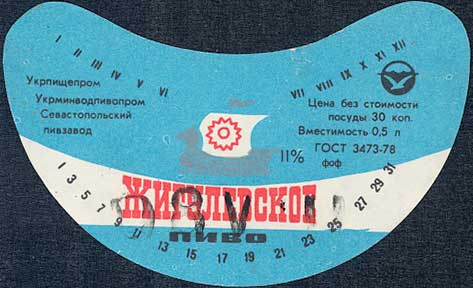 I II III IV V VI
VII VIII IX X XI XII
Укрпищепром
Укрминводпивопром
Севастопольский
пивзавод
Цена без стоимости
посуды 30 коп.
Вместимость 0,5 л
11% ГОСТ 3473-78
фоф
ЖИГУЛЕВСКОЕ
ПИВО
1 3 5 7 9 11 13 15 17 19 21 23 25 27 29 31